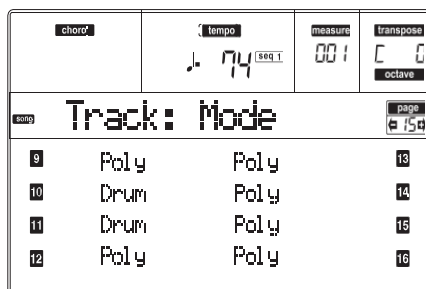 chord tempo measure transpose
♩. 74 seq 1 001 C 0
octave
song Track: Mode page
15
9 Poly Poly 13
10 Drum Poly 14
11 Drum Poly 15
12 Poly Poly 16